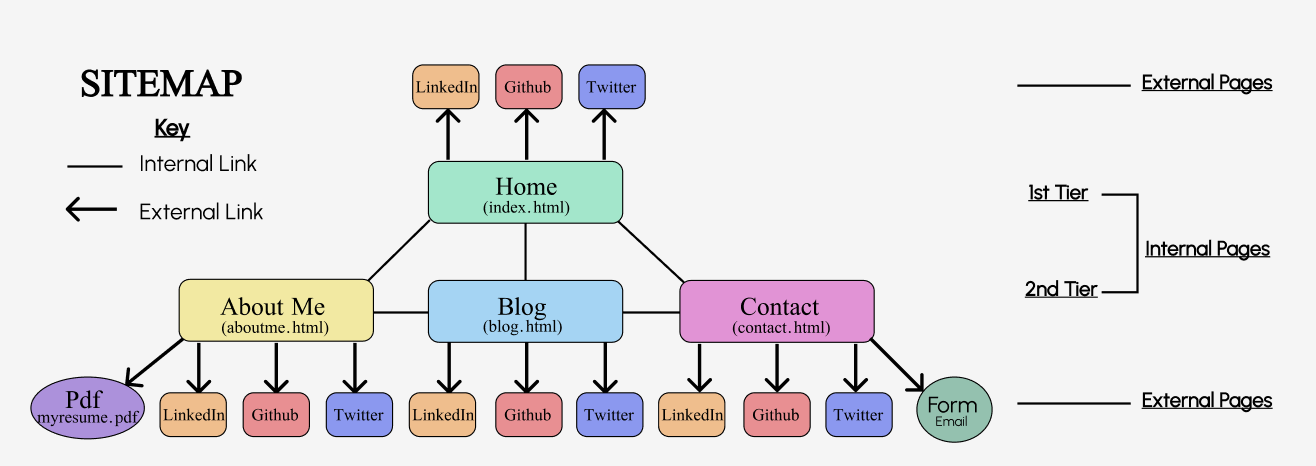 SITEMAP
Key
Internal Link
External Link
LinkedIn
Github
Twitter
External Pages
Home
(index.html)
1st Tier
Internal Pages
2nd Tier
About Me
(aboutme.html)
Blog
(blog.html)
Contact
(contact.html)
Pdf
myresume.pdf
LinkedIn
Github
Twitter
LinkedIn
Github
Twitter
LinkedIn
Github
Twitter
Form
Email
External Pages